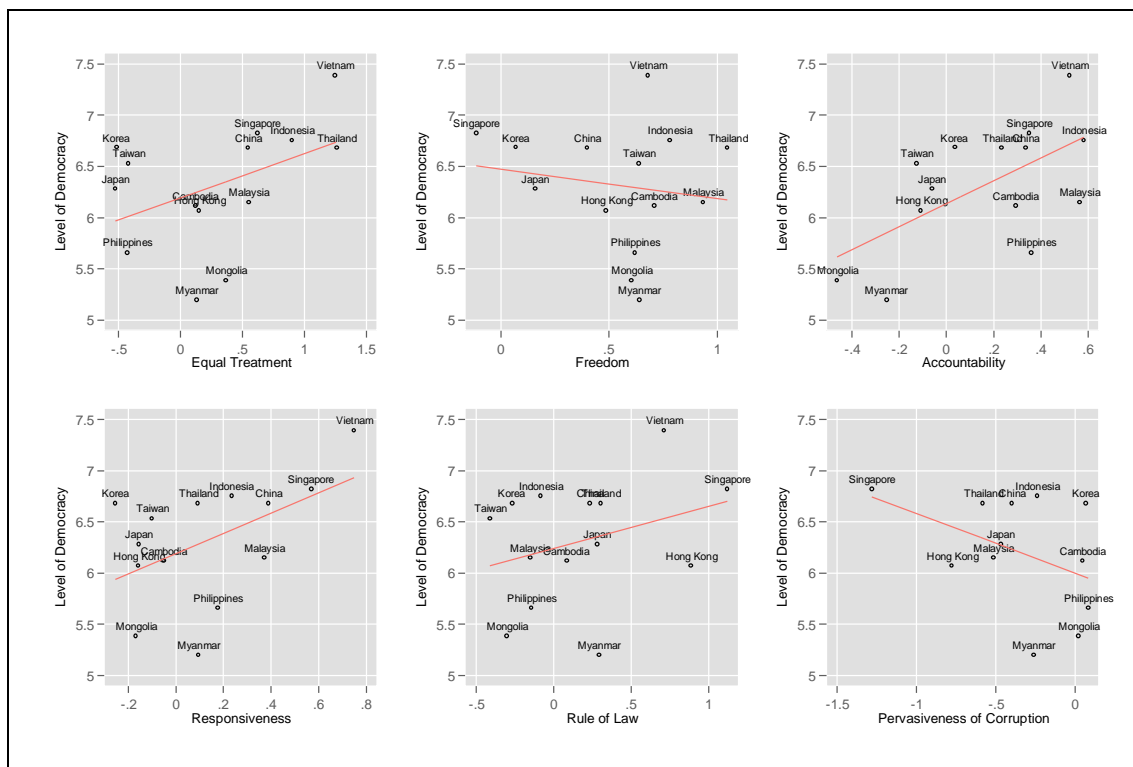 7.5
7
6.5
6
5.5
5
Level of Democracy
Vietnam
Singapore
Indonesia
Korea
China
Thailand
Taiwan
Japan
Cambodia
Malaysia
Hong Kong
Philippines
Mongolia
Myanmar
-.5 0 .5 1 1.5
Equal Treatment
7.5
7
6.5
6
5.5
5
Level of Democracy
Vietnam
Singapore
Indonesia
Korea
China
Thailand
Taiwan
Japan
Malaysia
Cambodia
Hong Kong
Philippines
Mongolia
Myanmar
0 .5 1
Freedom
7.5
7
6.5
6
5.5
5
Level of Democracy
Vietnam
Singapore
Indonesia
Korea
Thailand
China
Taiwan
Japan
Malaysia
Cambodia
Hong Kong
Philippines
Mongolia
Myanmar
-.4 -.2 0 .2 .4 .6
Accountability
7.5
7
6.5
6
5.5
5
Level of Democracy
Vietnam
Singapore
Indonesia
Korea
Thailand
China
Taiwan
Japan
Malaysia
Cambodia
Hong Kong
Philippines
Mongolia
Myanmar
-.2 0 .2 .4 .6 .8
Responsiveness
7.5
7
6.5
6
5.5
5
Level of Democracy
Vietnam
Singapore
Indonesia
Korea
China
Thailand
Taiwan
Japan
Malaysia
Cambodia
Hong Kong
Philippines
Mongolia
Myanmar
-.5 0 .5 1
Rule of Law
7.5
7
6.5
6
5.5
5
Level of Democracy
Singapore
Indonesia
Thailand
China
Korea
Japan
Malaysia
Cambodia
Hong Kong
Philippines
Mongolia
Myanmar
-1.5 -1 -.5 0
Pervasiveness of Corruption